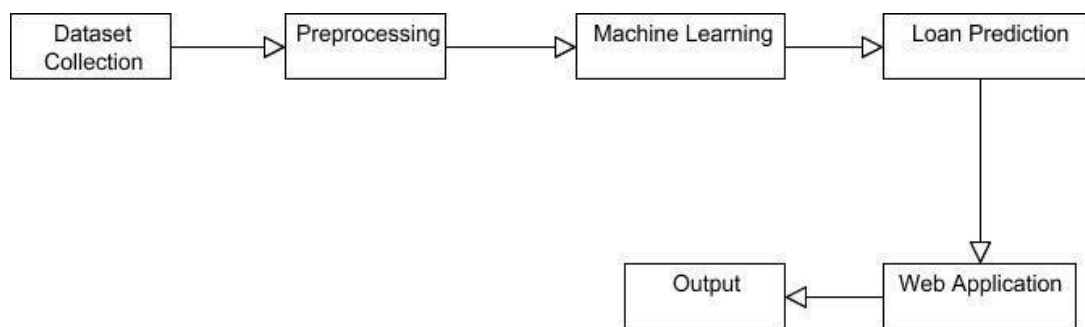 Dataset
Collection
Preprocessing
Machine Learning
Loan Prediction
Web Application
Output